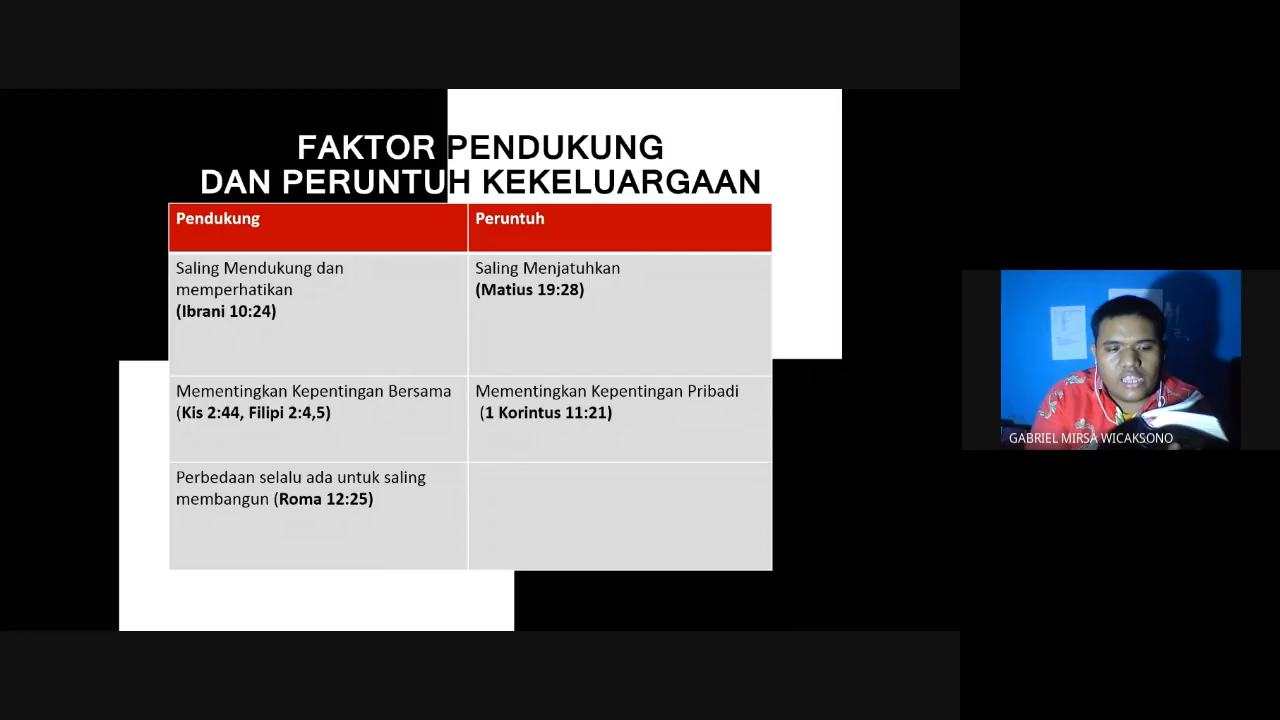 FAKTOR PENDUKUNG
DAN PERUNTUH KEKELUARGAAN
Pendukung
Peruntuh
Saling Mendukung dan
memperhatikan
(Ibrani 10:24)
Saling Menjatuhkan
(Matius 19:28)
Mementingkan Kepentingan Bersama
(Kis 2:44, Filipi 2:4,5)
Mementingkan Kepentingan Pribadi
(1 Korintus 11:21)
Perbedaan selalu ada untuk saling
membangun (Roma 12:25)
GABRIEL MIRSA WICAKSONO